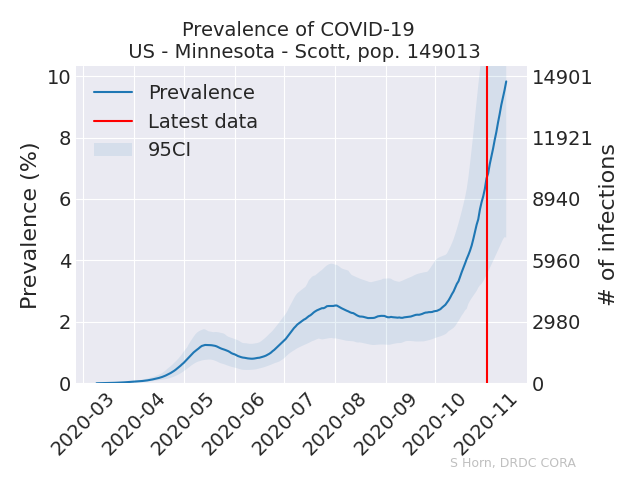 Prevalence of COVID-19
US - Minnesota - Scott, pop. 149013
Prevalence
Latest data
95CI
Prevalence (%)
10
8
6
4
2
0
14901
11921
8940
5960
2980
0
# of infections
2020-03
2020-04
2020-05
2020-06
2020-07
2020-08
2020-09
2020-10
2020-11
S Horn, DRDC CORA